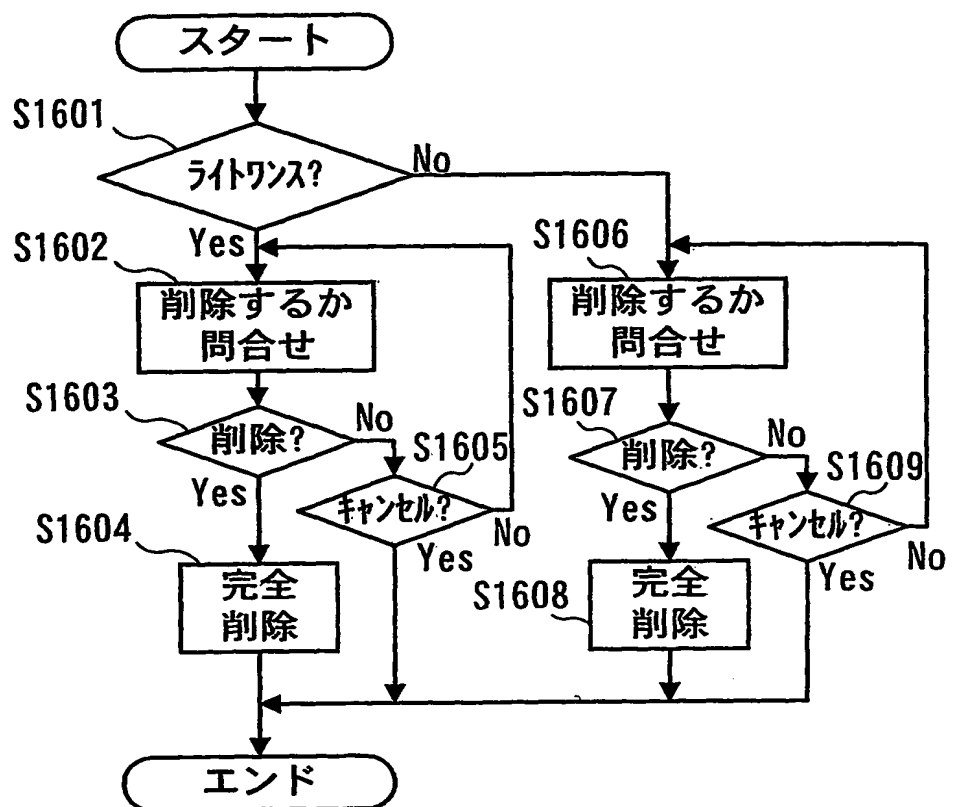 スタート
S1601
ライトワンス?
No
Yes
S1602
削除するか
問合せ
S1603
削除?
No
Yes
S1605
キャンセル?
No
Yes
S1604
完全
削除
S1606
削除するか
問合せ
S1607
削除?
No
Yes
S1609
キャンセル?
No
Yes
S1608
完全
削除
エンド